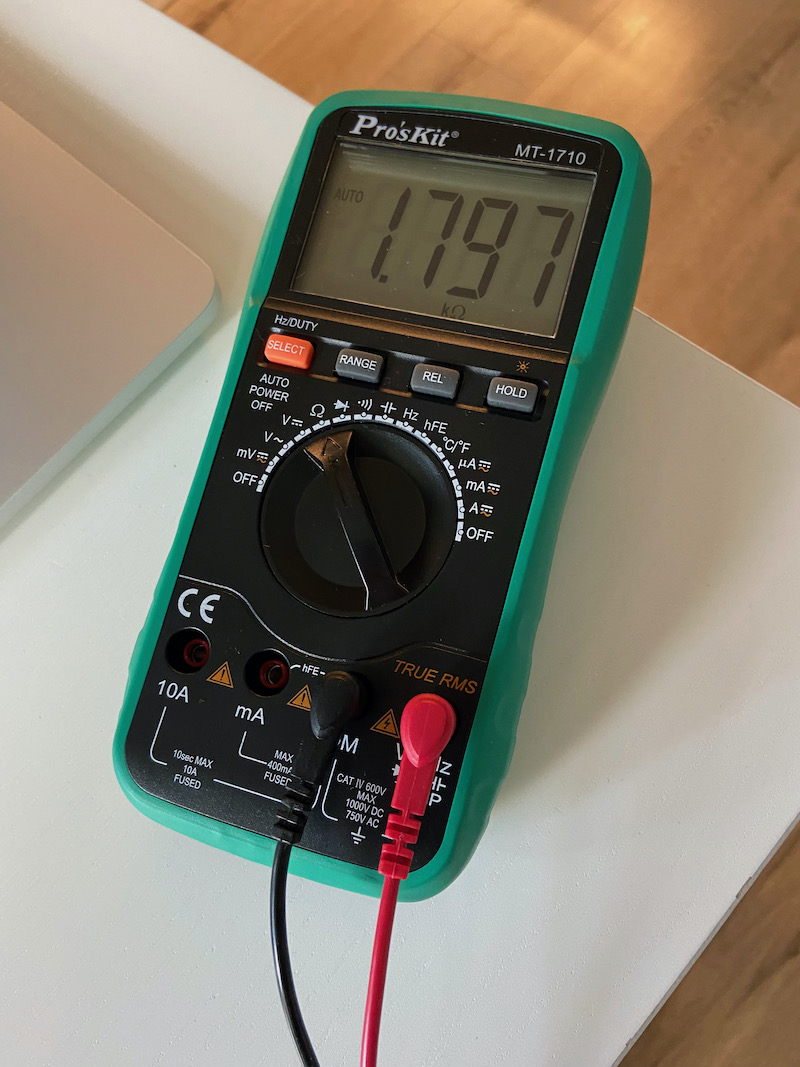 Pro'sKit®
MT-1710
AUTO
1.797
kΩ
Hz/DUTY
SELECT
RANGE
REL
HOLD
AUTO
POWER
OFF
OFF
mV
V
V
Ω
Hz
hFE
°C/°F
µA
mA
A
OFF
CE
hFE
TRUE RMS
10A
mA
10sec MAX
10A
FUSED
MAX
400mA
FUSED
CAT IV 600V
MAX
1000V DC
750V AC